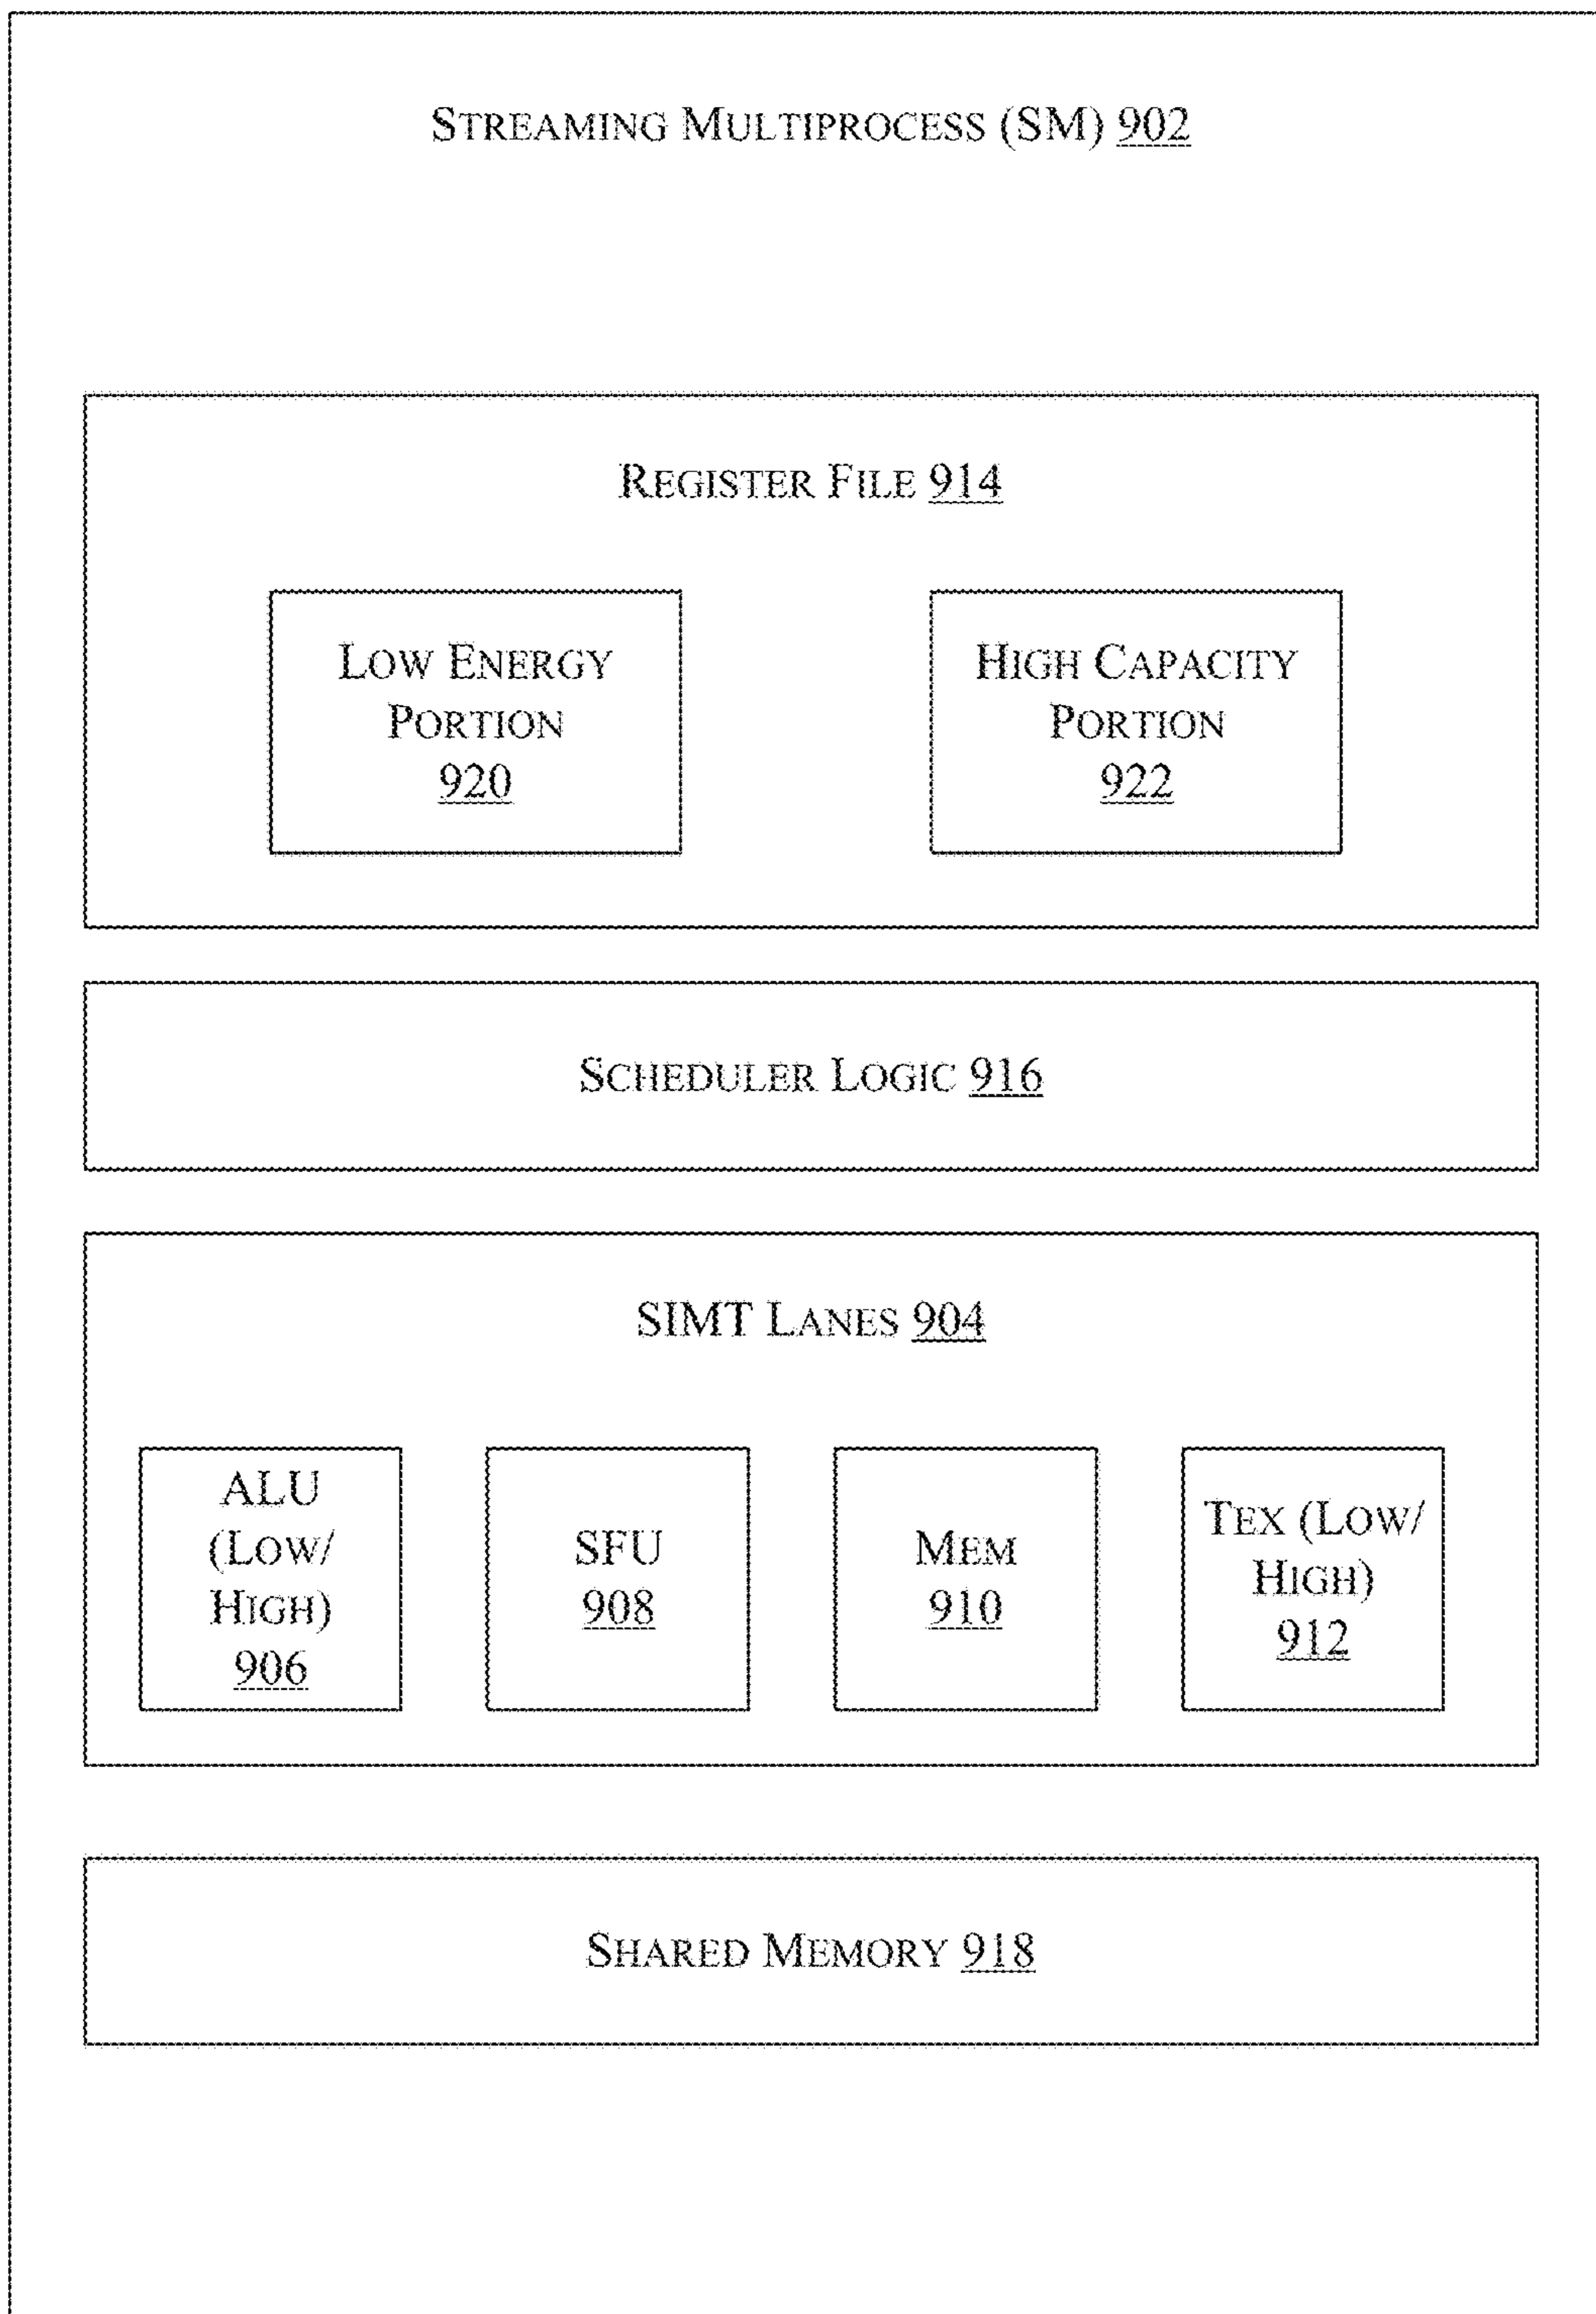 STREAMING MULTIPROCESS (SM) 902
REGISTER FILE 914
LOW ENERGY
PORTION
920
HIGH CAPACITY
PORTION
922
SCHEDULER LOGIC 916
SIMT LANES 904
ALU
(LOW/
HIGH)
906
SFU
908
MEM
910
TEX (LOW/
HIGH)
912
SHARED MEMORY 918